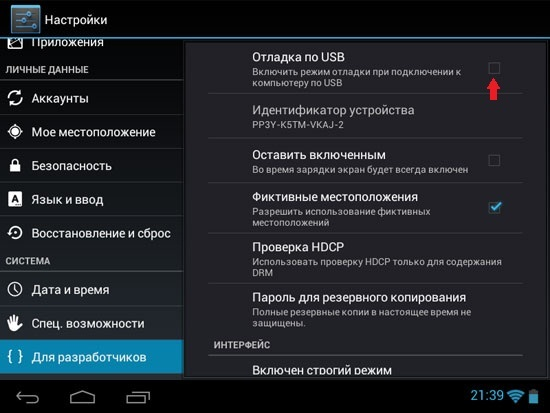 Настройки
Приложения
ЛИЧНЫЕ ДАННЫЕ
Аккаунты
Мое местоположение
Безопасность
Язык и ввод
Восстановление и сброс
СИСТЕМА
Дата и время
Спец. возможности
Для разработчиков
Отладка по USB
Включить режим отладки при подключении к
компьютеру по USB
Идентификатор устройства
PP3Y-K5TM-VKAJ-2
Оставить включенным
Во время зарядки экран будет всегда включен
Фиктивные местоположения
Разрешить использование фиктивных
местоположений
Проверка HDCP
Использовать проверку HDCP только для содержания
DRM
Пароль для резервного копирования
Полные резервные копии в настоящее время не
защищены.
ИНТЕРФЕЙС
Включен строгий режим
21:39